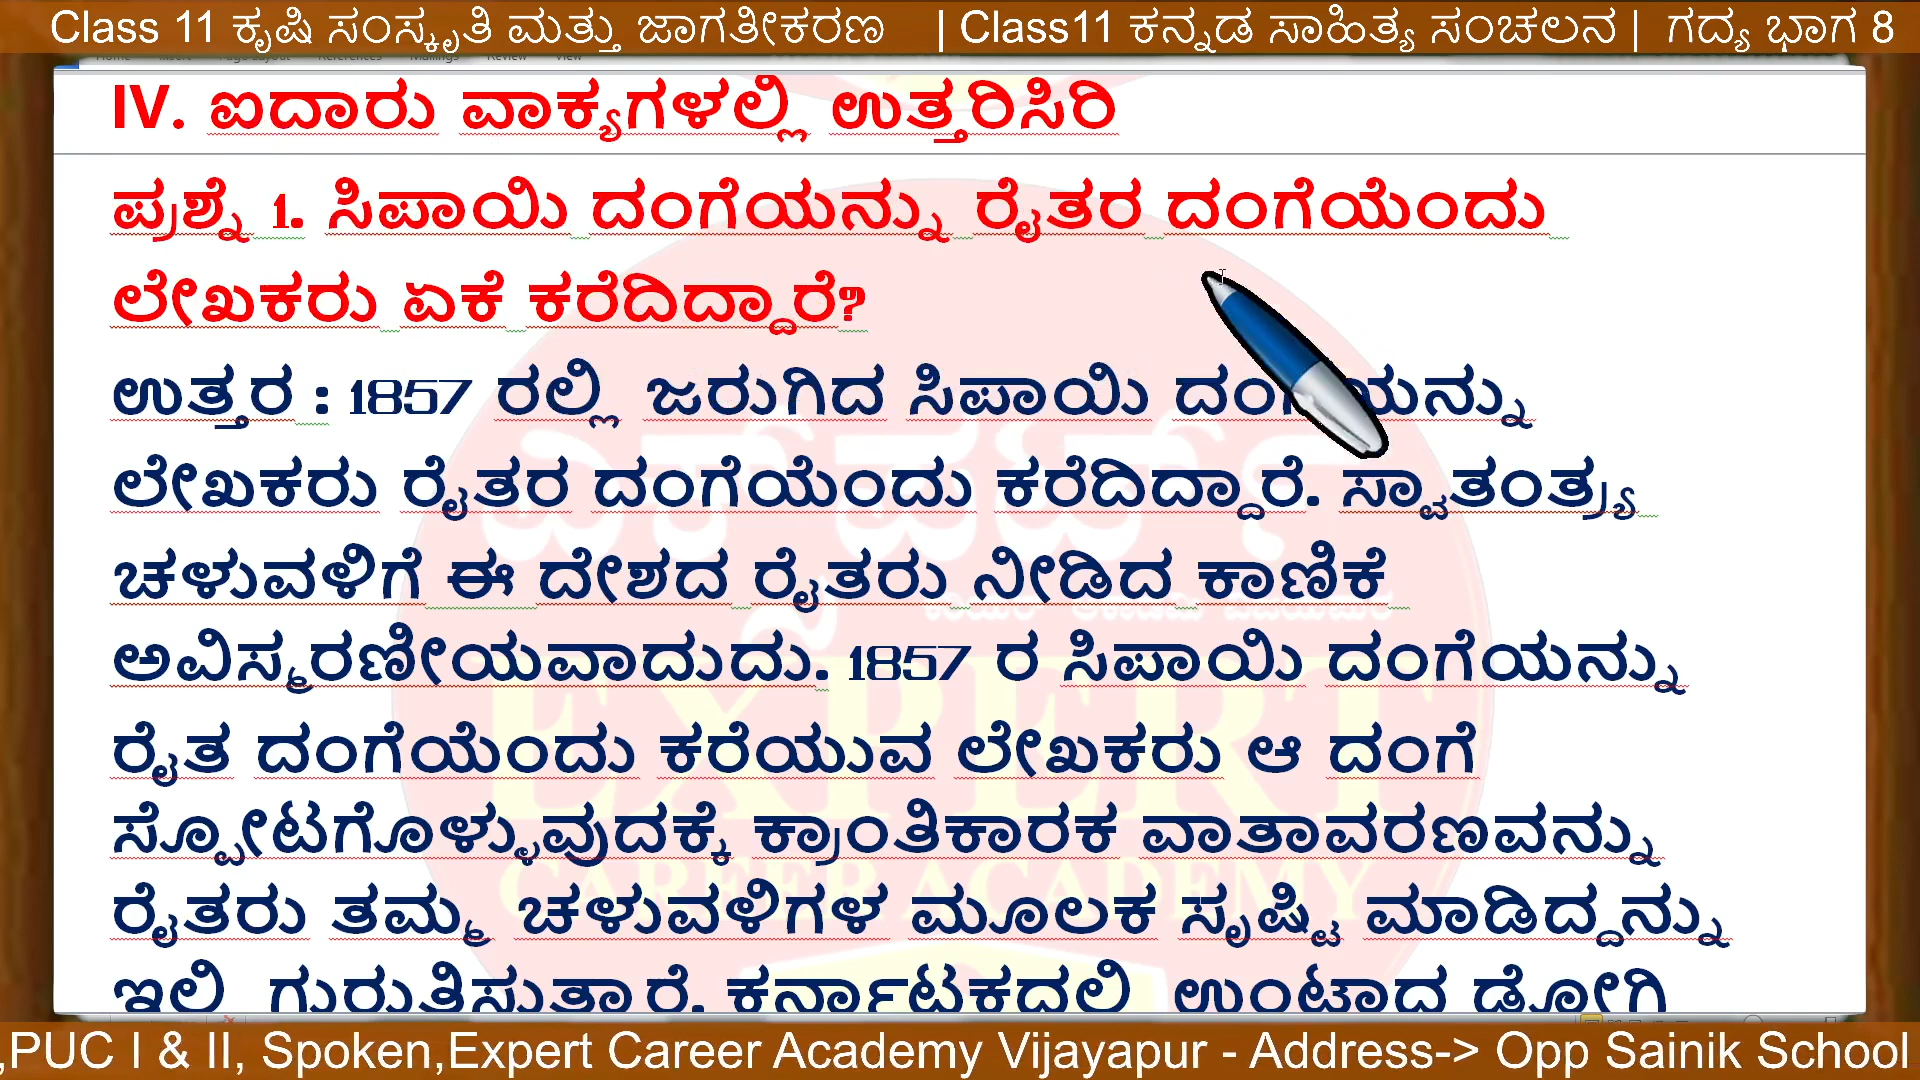 Class 11 ಕೃಷಿ ಸಂಸ್ಕೃತಿ ಮತ್ತು ಜಾಗತೀಕರಣ | Class11 ಕನ್ನಡ ಸಾಹಿತ್ಯ ಸಂಚಲನ | ಗದ್ಯ ಭಾಗ 8
IV. ಐದಾರು ವಾಕ್ಯಗಳಲ್ಲಿ ಉತ್ತರಿಸಿರಿ
ಪ್ರಶ್ನೆ 1. ಸಿಪಾಯಿ ದಂಗೆಯನ್ನು ರೈತರ ದಂಗೆಯೆಂದು
ಲೇಖಕರು ಏಕೆ ಕರೆದಿದ್ದಾರೆ?
ಉತ್ತರ : 1857 ರಲ್ಲಿ ಜರುಗಿದ ಸಿಪಾಯಿ ದಂಗೆಯನ್ನು
ಲೇಖಕರು ರೈತರ ದಂಗೆಯೆಂದು ಕರೆದಿದ್ದಾರೆ. ಸ್ವಾತಂತ್ರ್ಯ
ಚಳುವಳಿಗೆ ಈ ದೇಶದ ರೈತರು ನೀಡಿದ ಕಾಣಿಕೆ
ಅವಿಸ್ಮರಣೀಯವಾದುದು. 1857 ರ ಸಿಪಾಯಿ ದಂಗೆಯನ್ನು
ರೈತ ದಂಗೆಯೆಂದು ಕರೆಯುವ ಲೇಖಕರು ಆ ದಂಗೆ
ಸ್ಪೋಟಗೊಳ್ಳುವುದಕ್ಕೆ ಕ್ರಾಂತಿಕಾರಕ ವಾತಾವರಣವನ್ನು
ರೈತರು ತಮ್ಮ ಚಳುವಳಿಗಳ ಮೂಲಕ ಸೃಷ್ಟಿ ಮಾಡಿದ್ದನ್ನು
ಇಲ್ಲಿ ಗುರುತಿಸುತ್ತಾರೆ. ಕರ್ನಾಟಕದಲ್ಲಿ ಉಂಟಾದ ಢೋಂಗಿ
EXPERT
CAREER ACADEMY
,PUC I & II, Spoken,Expert Career Academy Vijayapur - Address-> Opp Sainik School